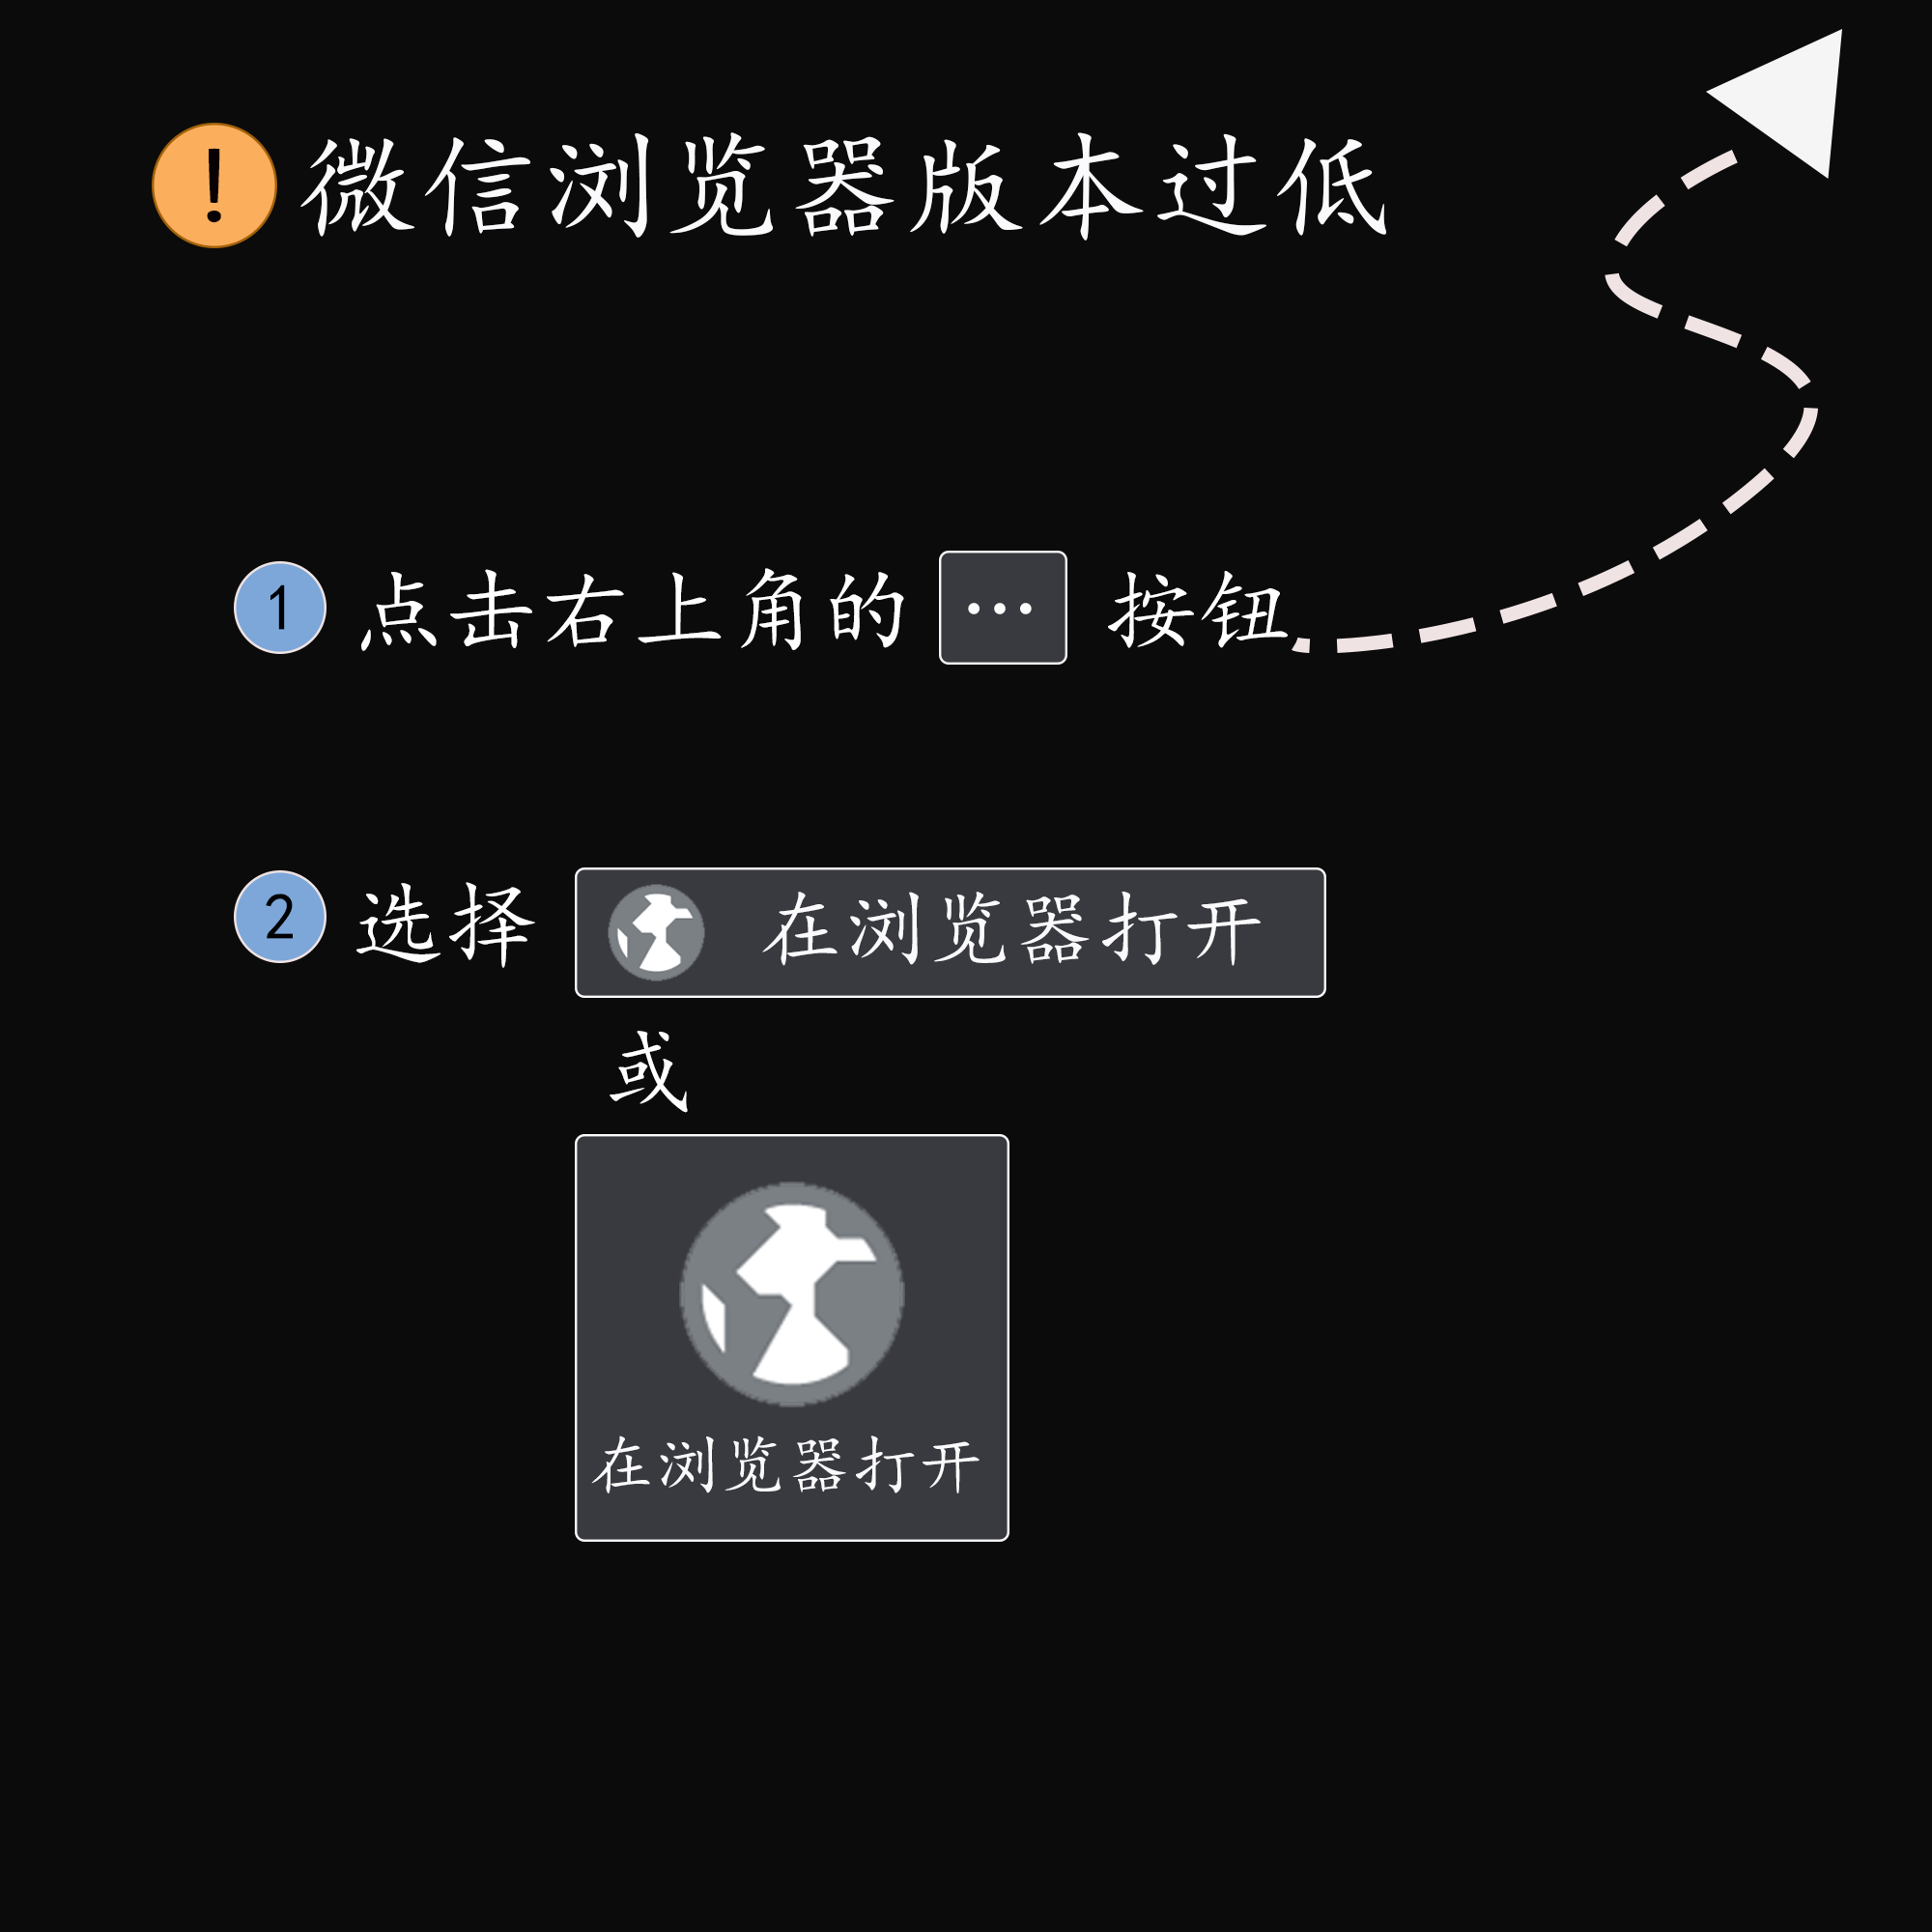 ! 微信浏览器版本过低
1 点击右上角的 ... 按钮
2 选择 在浏览器打开
或
在浏览器打开